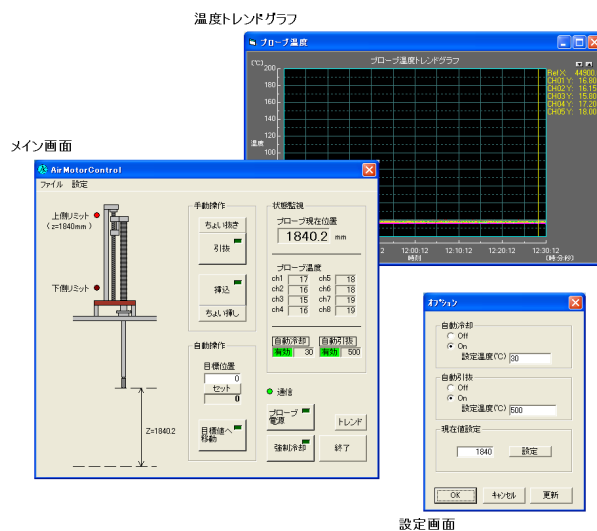 温度トレンドグラフ
プローブ温度
プローブ温度トレンドグラフ
[℃]
200
180
160
140
120
100
温度
Rel X: 44900.
CH01 Y: 16.80
CH02 Y: 16.15
CH03 Y: 15.80
CH04 Y: 17.20
CH05 Y: 18.00
12:00:12
12:10:12
12:20:12
12:30:12
時刻
(時:分:秒)
メイン画面
AirMotorControl
ファイル 設定
上側リミット
(z=1840mm)
下側リミット
Z=1840.2
手動操作
ちょい抜き
引抜
挿込
ちょい挿し
自動操作
目標位置
0
セット
0
目標値へ
移動
状態監視
プローブ現在位置
1840.2 mm
プローブ温度
ch1 17 ch5 18
ch2 16 ch6 18
ch3 15 ch7 19
ch4 16 ch8 19
自動冷却 自動引抜
有効 30 有効 500
通信
プローブ
電源
トレンド
強制冷却
終了
オプション
自動冷却
Off
On
設定温度(℃) 30
自動引抜
Off
On
設定温度(℃) 500
現在値設定
1840 設定
OK キャンセル 更新
設定画面